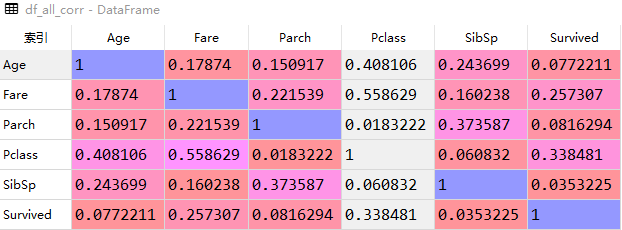 df_all_corr - DataFrame
索引 Age Fare Parch Pclass SibSp Survived
Age 1 0.17874 0.150917 0.408106 0.243699 0.0772211
Fare 0.17874 1 0.221539 0.558629 0.160238 0.257307
Parch 0.150917 0.221539 1 0.0183222 0.373587 0.0816294
Pclass 0.408106 0.558629 0.0183222 1 0.060832 0.338481
SibSp 0.243699 0.160238 0.373587 0.060832 1 0.0353225
Survived 0.0772211 0.257307 0.0816294 0.338481 0.0353225 1